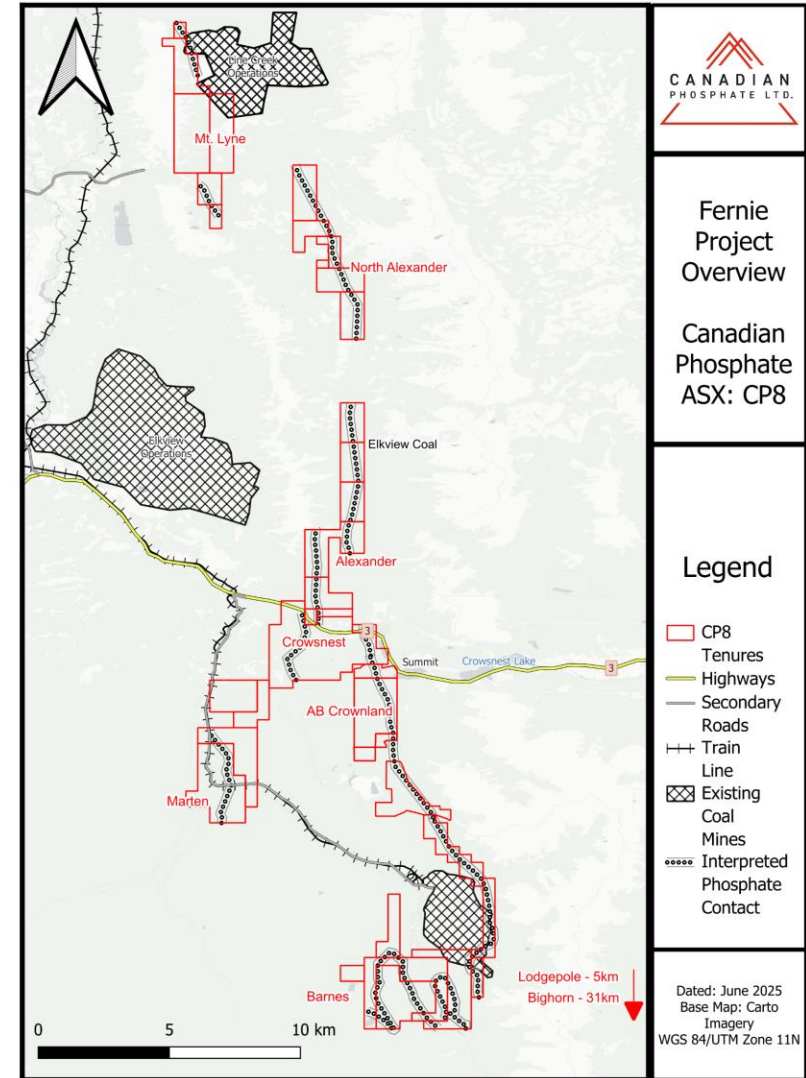 Line Creek
Operations
Mt. Lyne
North Alexander
Elkview Coal
Elkview
Operations
Alexander
Crowsnest
3
Summit
Crowsnest Lake
3
AB Crownland
Marten
Barnes
Lodgepole - 5km
Bighorn - 31km
0 5 10 km
CANADIAN
PHOSPHATE LTD.
Fernie
Project
Overview
Canadian
Phosphate
ASX: CP8
Legend
CP8
Tenures
Highways
Secondary
Roads
Train
Line
Existing
Coal
Mines
Interpreted
Phosphate
Contact
Dated: June 2025
Base Map: Carto
Imagery
WGS 84/UTM Zone 11N